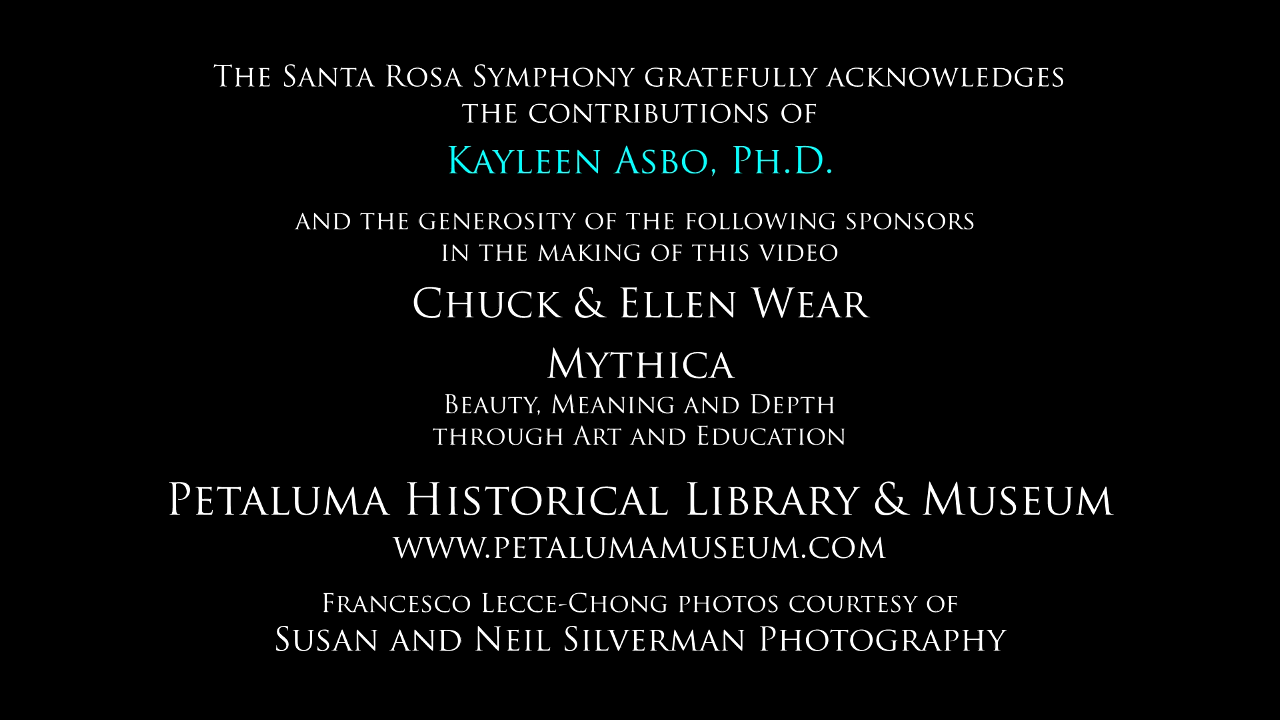 The Santa Rosa Symphony gratefully acknowledges
the contributions of
Kayleen Asbo, Ph.D.
and the generosity of the following sponsors
in the making of this video
Chuck & Ellen Wear
Mythica
Beauty, Meaning and Depth
through Art and Education
Petaluma Historical Library & Museum
www.petalumamuseum.com
Francesco Lecce-Chong photos courtesy of
Susan and Neil Silverman Photography